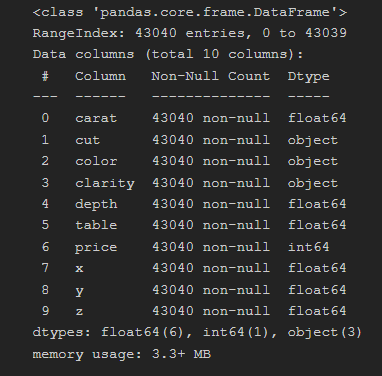 <class 'pandas.core.frame.DataFrame'>
RangeIndex: 43040 entries, 0 to 43039
Data columns (total 10 columns):
 #   Column   Non-Null Count  Dtype
---  ------   --------------  -----
 0   carat    43040 non-null  float64
 1   cut      43040 non-null  object
 2   color    43040 non-null  object
 3   clarity  43040 non-null  object
 4   depth    43040 non-null  float64
 5   table    43040 non-null  float64
 6   price    43040 non-null  int64
 7   x        43040 non-null  float64
 8   y        43040 non-null  float64
 9   z        43040 non-null  float64
dtypes: float64(6), int64(1), object(3)
memory usage: 3.3+ MB